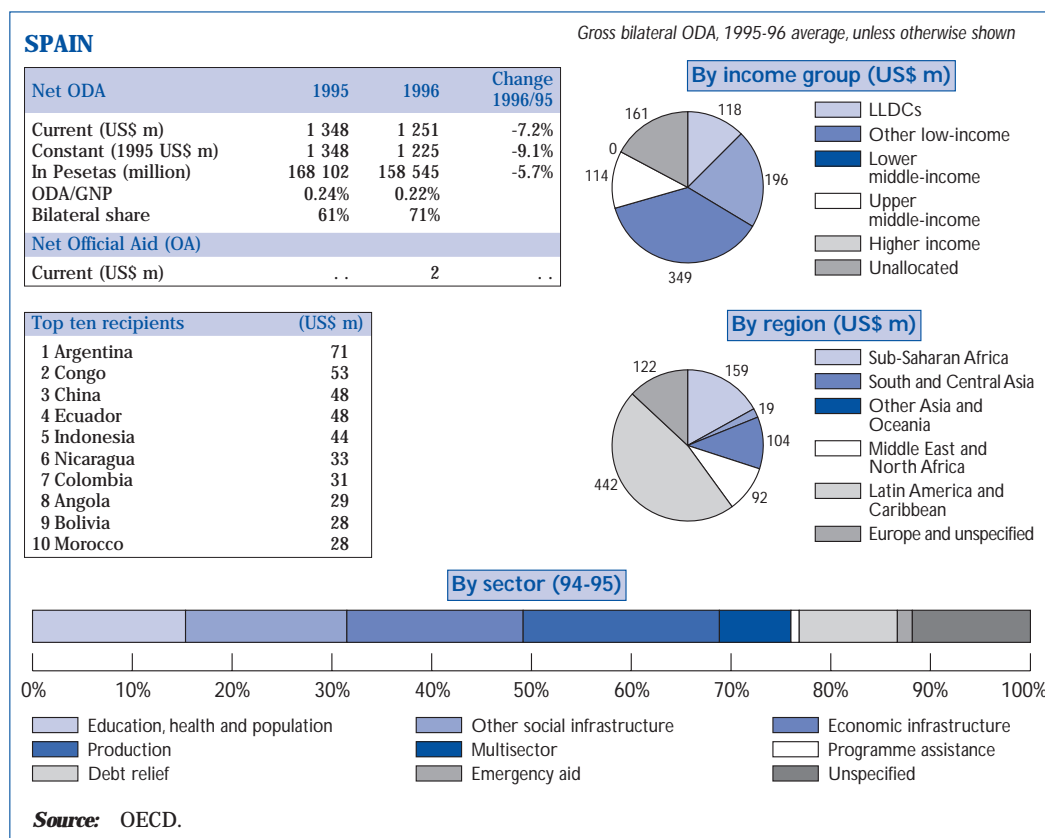 SPAIN
Gross bilateral ODA, 1995-96 average, unless otherwise shown
Net ODA 1995 1996 Change 1996/95
Current (US$ m) 1 348 1 251 -7.2%
Constant (1995 US$ m) 1 348 1 225 -9.1%
In Pesetas (million) 168 102 158 545 -5.7%
ODA/GNP 0.24% 0.22%
Bilateral share 61% 71%
Net Official Aid (OA)
Current (US$ m) . . 2 . .
By income group (US$ m)
161
118
0
114
196
349
LLDCs
Other low-income
Lower
middle-income
Upper
middle-income
Higher income
Unallocated
Top ten recipients (US$ m)
1 Argentina 71
2 Congo 53
3 China 48
4 Ecuador 48
5 Indonesia 44
6 Nicaragua 33
7 Colombia 31
8 Angola 29
9 Bolivia 28
10 Morocco 28
By region (US$ m)
122
159
19
104
442
92
Sub-Saharan Africa
South and Central Asia
Other Asia and
Oceania
Middle East and
North Africa
Latin America and
Caribbean
Europe and unspecified
By sector (94-95)
0% 10% 20% 30% 40% 50% 60% 70% 80% 90% 100%
Education, health and population Other social infrastructure Economic infrastructure
Production Multisector Programme assistance
Debt relief Emergency aid Unspecified
Source: OECD.